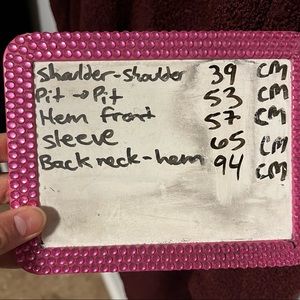 Shoulder-shoulder 39 cm
Pit → Pit 53 cm
Hem front 57 cm
Sleeve 65 cm
Back neck-hem 94 cm